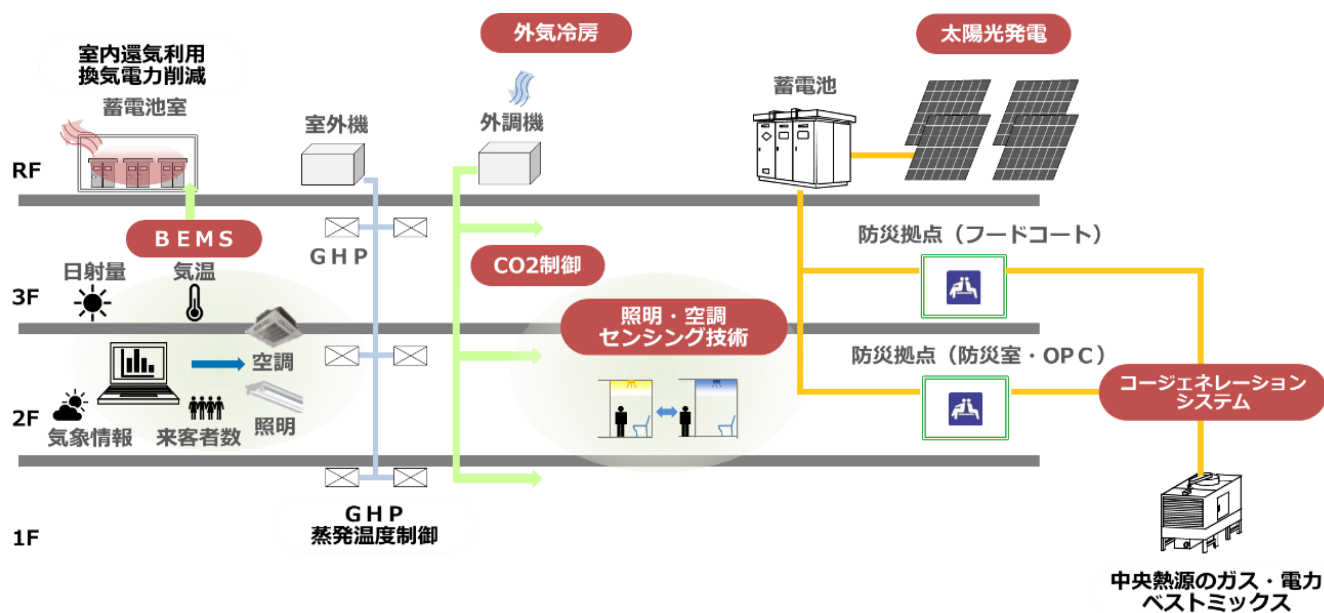 外気冷房
太陽光発電
室内還気利用
換気電力削減
蓄電池室
室外機
外調機
蓄電池
RF
ＢＥＭＳ
ＧＨＰ
防災拠点（フードコート）
日射量
気温
CO2制御
3F
照明・空調
センシング技術
空調
防災拠点（防災室・OPＣ）
コージェネレーション
システム
2F
気象情報
来客者数
照明
ＧＨＰ
蒸発温度制御
1F
中央熱源のガス・電力
ベストミックス